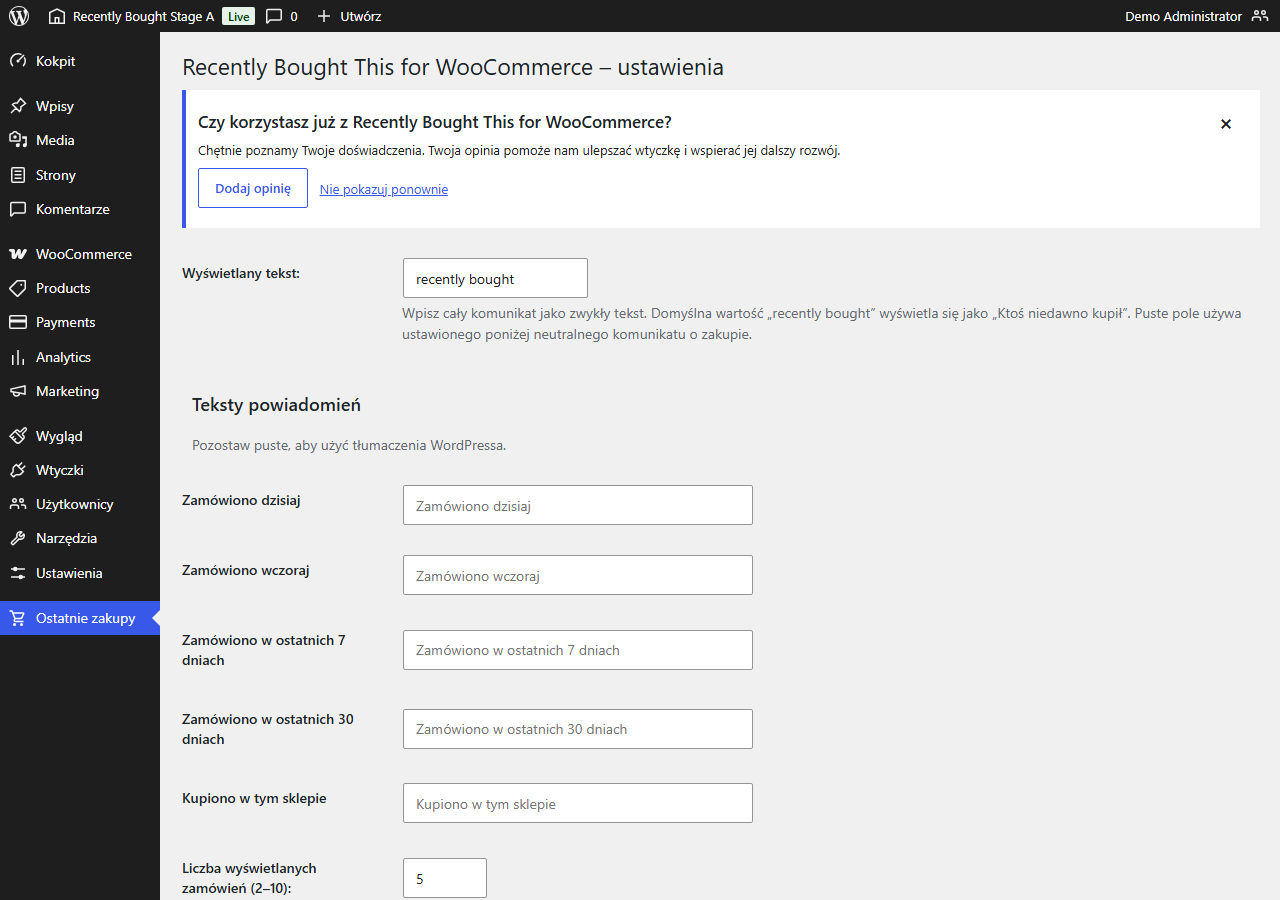 Recently Bought Stage A Live 0 Utwórz Demo Administrator
Kokpit
Wpisy
Media
Strony
Komentarze
WooCommerce
Products
Payments
Analytics
Marketing
Wygląd
Wtyczki
Użytkownicy
Narzędzia
Ustawienia
Ostatnie zakupy
Recently Bought This for WooCommerce – ustawienia
Czy korzystasz już z Recently Bought This for WooCommerce?
Chętnie poznamy Twoje doświadczenia. Twoja opinia pomoże nam ulepszać wtyczkę i wspierać jej dalszy rozwój.
Dodaj opinię Nie pokazuj ponownie
Wyświetlany tekst: recently bought
Wpisz cały komunikat jako zwykły tekst. Domyślna wartość „recently bought” wyświetla się jako „Ktoś niedawno kupił”. Puste pole używa
ustawionego poniżej neutralnego komunikatu o zakupie.
Teksty powiadomień
Pozostaw puste, aby użyć tłumaczenia WordPressa.
Zamówiono dzisiaj Zamówiono dzisiaj
Zamówiono wczoraj Zamówiono wczoraj
Zamówiono w ostatnich 7
dniach
Zamówiono w ostatnich 7 dniach
Zamówiono w ostatnich 30
dniach
Zamówiono w ostatnich 30 dniach
Kupiono w tym sklepie Kupiono w tym sklepie
Liczba wyświetlanych
zamówień (2–10):
5